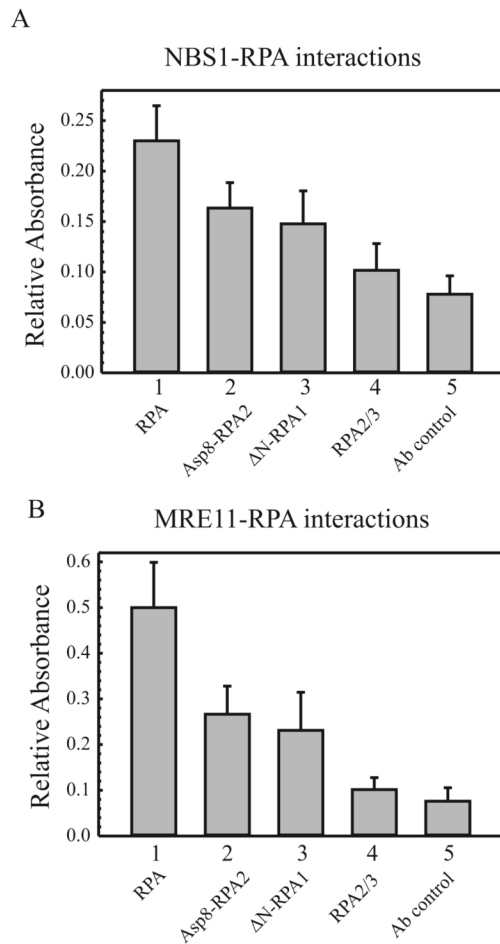 A
NBS1-RPA interactions
Relative Absorbance
0.25
0.20
0.15
0.10
0.05
0.00
1 2 3 4 5
RPA
Asp8-RPA2
ΔN-RPA1
RPA2/3
Ab control
B
MRE11-RPA interactions
Relative Absorbance
0.6
0.5
0.4
0.3
0.2
0.1
0.0
1 2 3 4 5
RPA
Asp8-RPA2
ΔN-RPA1
RPA2/3
Ab control